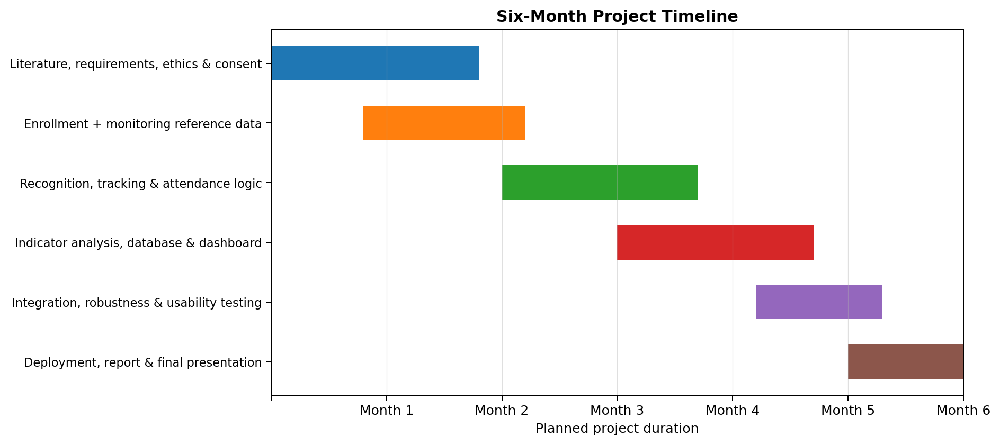 Six-Month Project Timeline
Literature, requirements, ethics & consent
Enrollment + monitoring reference data
Recognition, tracking & attendance logic
Indicator analysis, database & dashboard
Integration, robustness & usability testing
Deployment, report & final presentation
Month 1 Month 2 Month 3 Month 4 Month 5 Month 6
Planned project duration